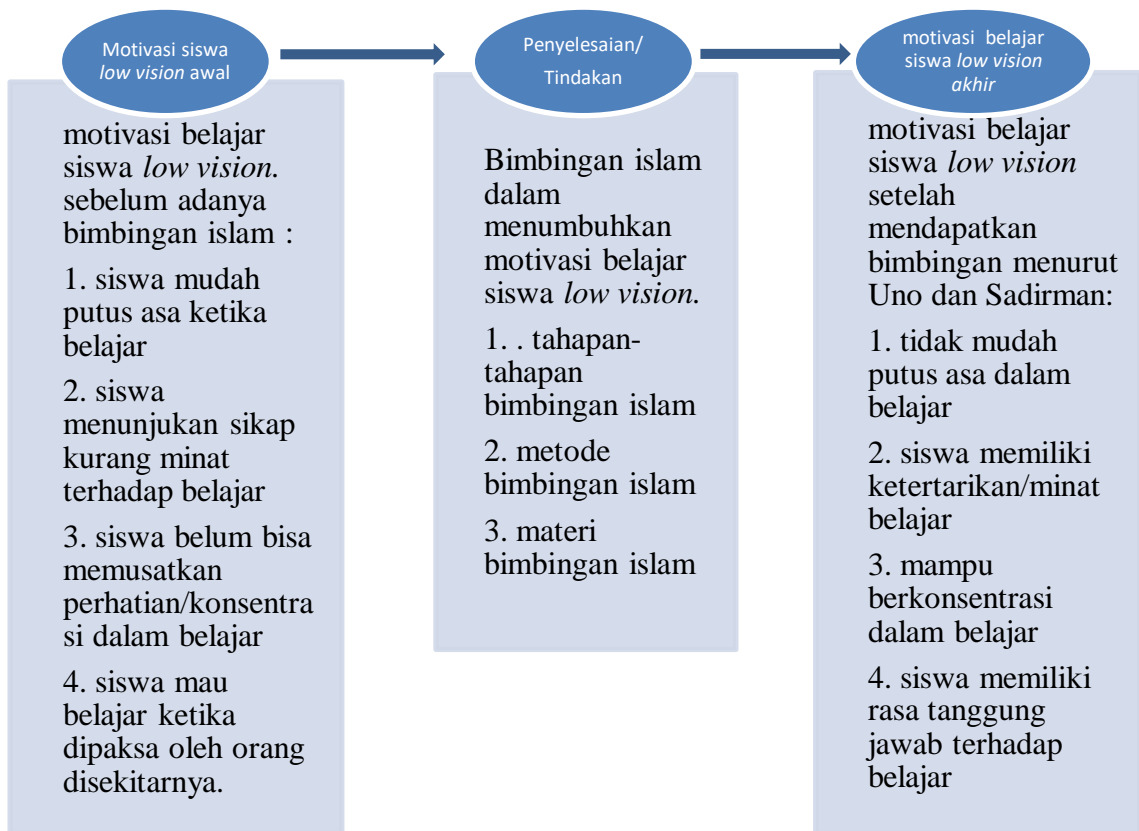 Motivasi siswa
low vision awal
motivasi belajar
siswa low vision.
sebelum adanya
bimbingan islam :
1. siswa mudah
putus asa ketika
belajar
2. siswa
menunjukan sikap
kurang minat
terhadap belajar
3. siswa belum bisa
memusatkan
perhatian/konsentra
si dalam belajar
4. siswa mau
belajar ketika
dipaksa oleh orang
disekitarnya.
Penyelesaian/
Tindakan
Bimbingan islam
dalam
menumbuhkan
motivasi belajar
siswa low vision.
1. . tahapan-
tahapan
bimbingan islam
2. metode
bimbingan islam
3. materi
bimbingan islam
motivasi belajar
siswa low vision
akhir
motivasi belajar
siswa low vision
setelah
mendapatkan
bimbingan menurut
Uno dan Sadirman:
1. tidak mudah
putus asa dalam
belajar
2. siswa memiliki
ketertarikan/minat
belajar
3. mampu
berkonsentrasi
dalam belajar
4. siswa memiliki
rasa tanggung
jawab terhadap
belajar